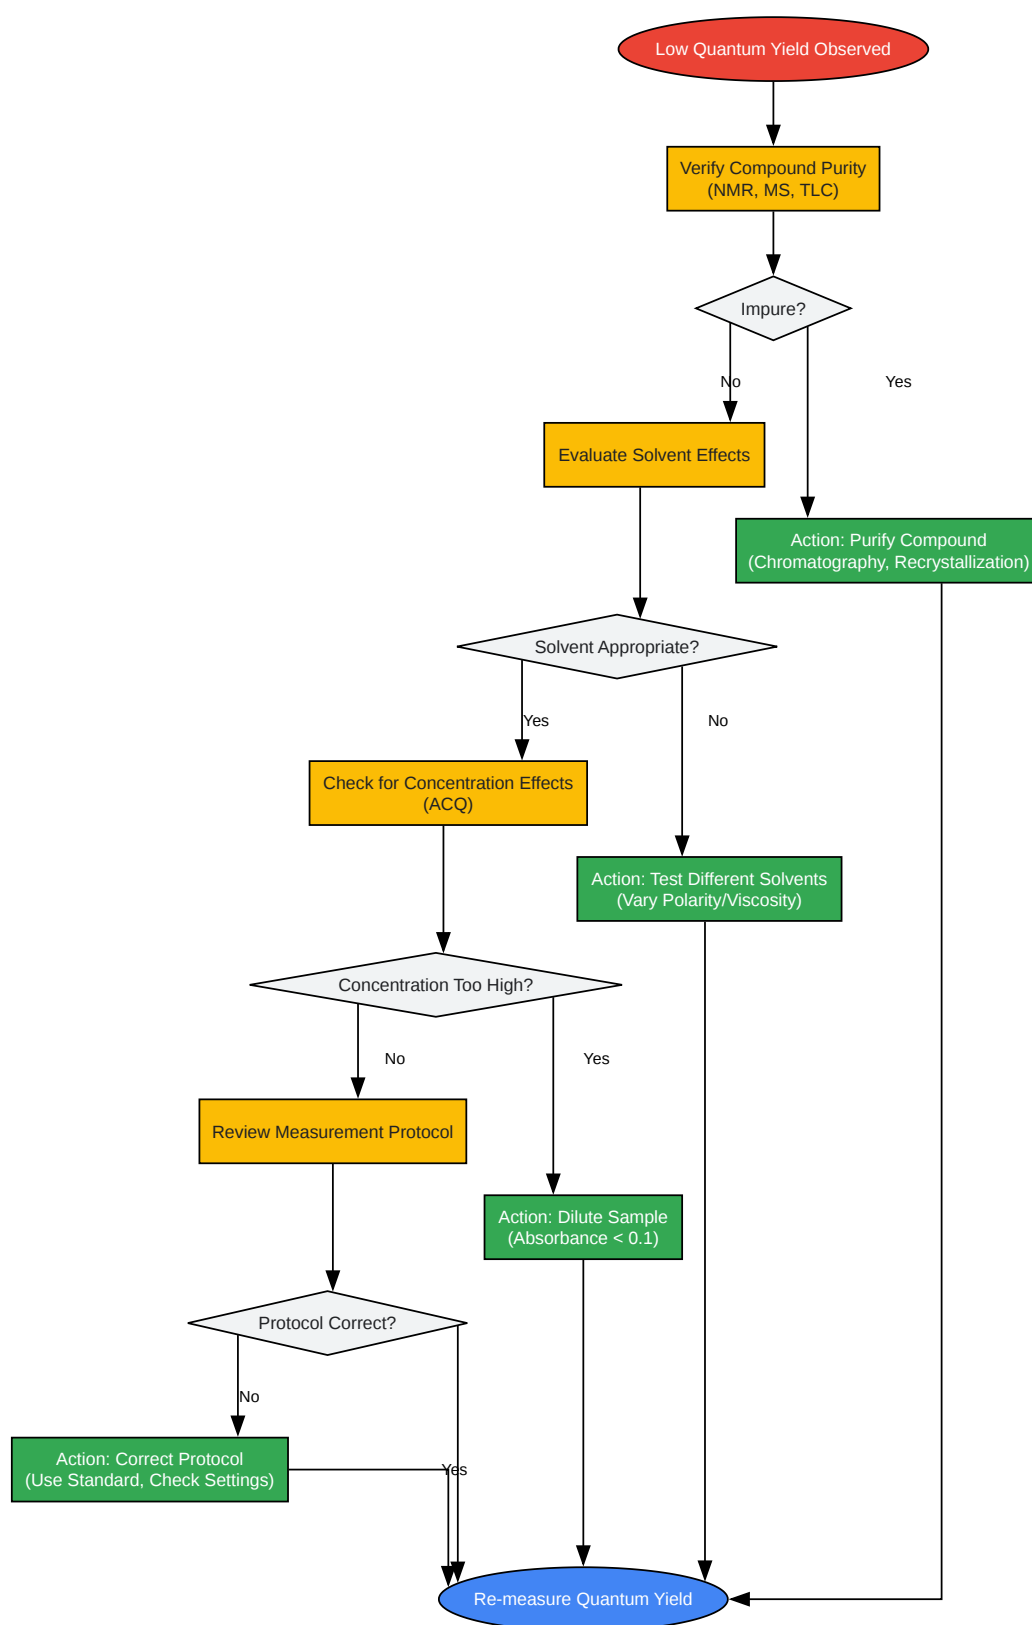 Low Quantum Yield Observed
Verify Compound Purity
(NMR, MS, TLC)
Impure?
No
Yes
Evaluate Solvent Effects
Action: Purify Compound
(Chromatography, Recrystallization)
Solvent Appropriate?
Yes
No
Check for Concentration Effects
(ACQ)
Action: Test Different Solvents
(Vary Polarity/Viscosity)
Concentration Too High?
No
Yes
Review Measurement Protocol
Action: Dilute Sample
(Absorbance < 0.1)
Protocol Correct?
No
Action: Correct Protocol
(Use Standard, Check Settings)
Yes
Re-measure Quantum Yield